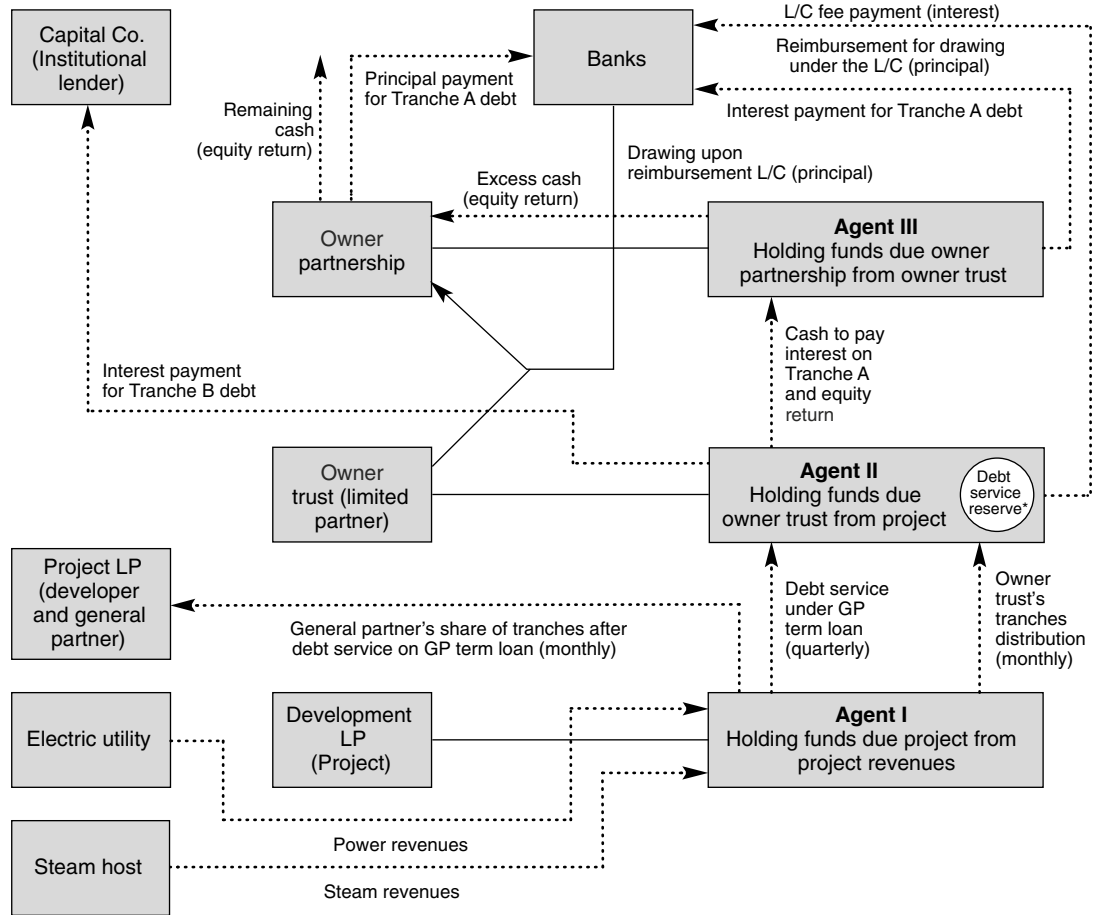 Capital Co.
(Institutional
lender)
Banks
L/C fee payment (interest)
Reimbursement for drawing
under the L/C (principal)
Principal payment
for Tranche A debt
Interest payment for Tranche A debt
Remaining
cash
(equity return)
Drawing upon
reimbursement L/C (principal)
Excess cash
(equity return)
Owner
partnership
Agent III
Holding funds due owner
partnership from owner trust
Cash to pay
interest on
Tranche A
and equity
return
Interest payment
for Tranche B debt
Owner
trust (limited
partner)
Agent II
Holding funds due
owner trust from project
Debt
service
reserve*
Project LP
(developer
and general
partner)
General partner’s share of tranches after
debt service on GP term loan (monthly)
Debt service
under GP
term loan
(quarterly)
Owner
trust’s
tranches
distribution
(monthly)
Electric utility
Development
LP
(Project)
Agent I
Holding funds due project from
project revenues
Power revenues
Steam host
Steam revenues